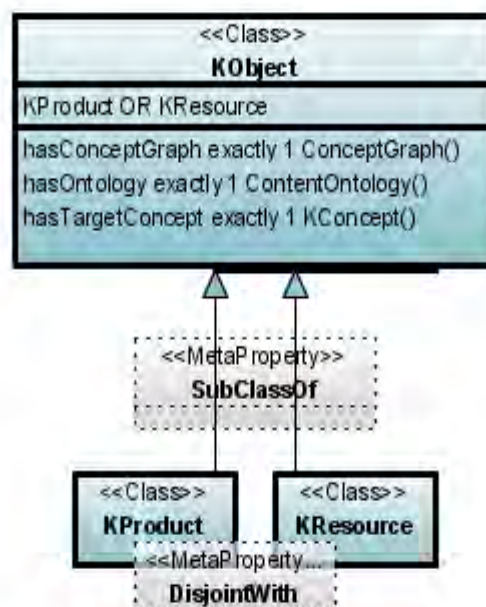 <<Class>>
KObject
KProduct OR KResource
hasConceptGraph exactly 1 ConceptGraph()
hasOntology exactly 1 ContentOntology()
hasTargetConcept exactly 1 KConcept()
<<MetaProperty>>
SubClassOf
<<Class>>
KProduct
<<Class>>
KResource
<<MetaProperty...
DisjointWith